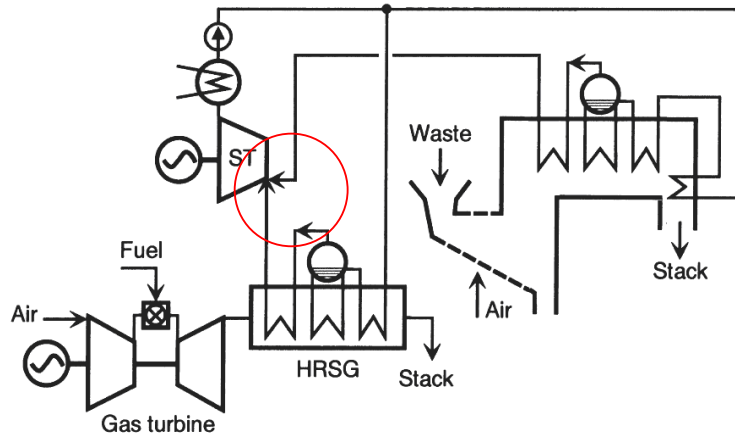 ST
Waste
Air
Stack
Fuel
Air
HRSG
Stack
Gas turbine